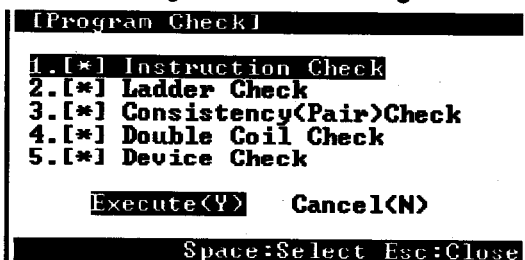 [Program Check]
1.[*] Instruction Check
2.[*] Ladder Check
3.[*] Consistency(Pair)Check
4.[*] Double Coil Check
5.[*] Device Check
Execute(Y) Cancel(N)
Space:Select Esc:Close